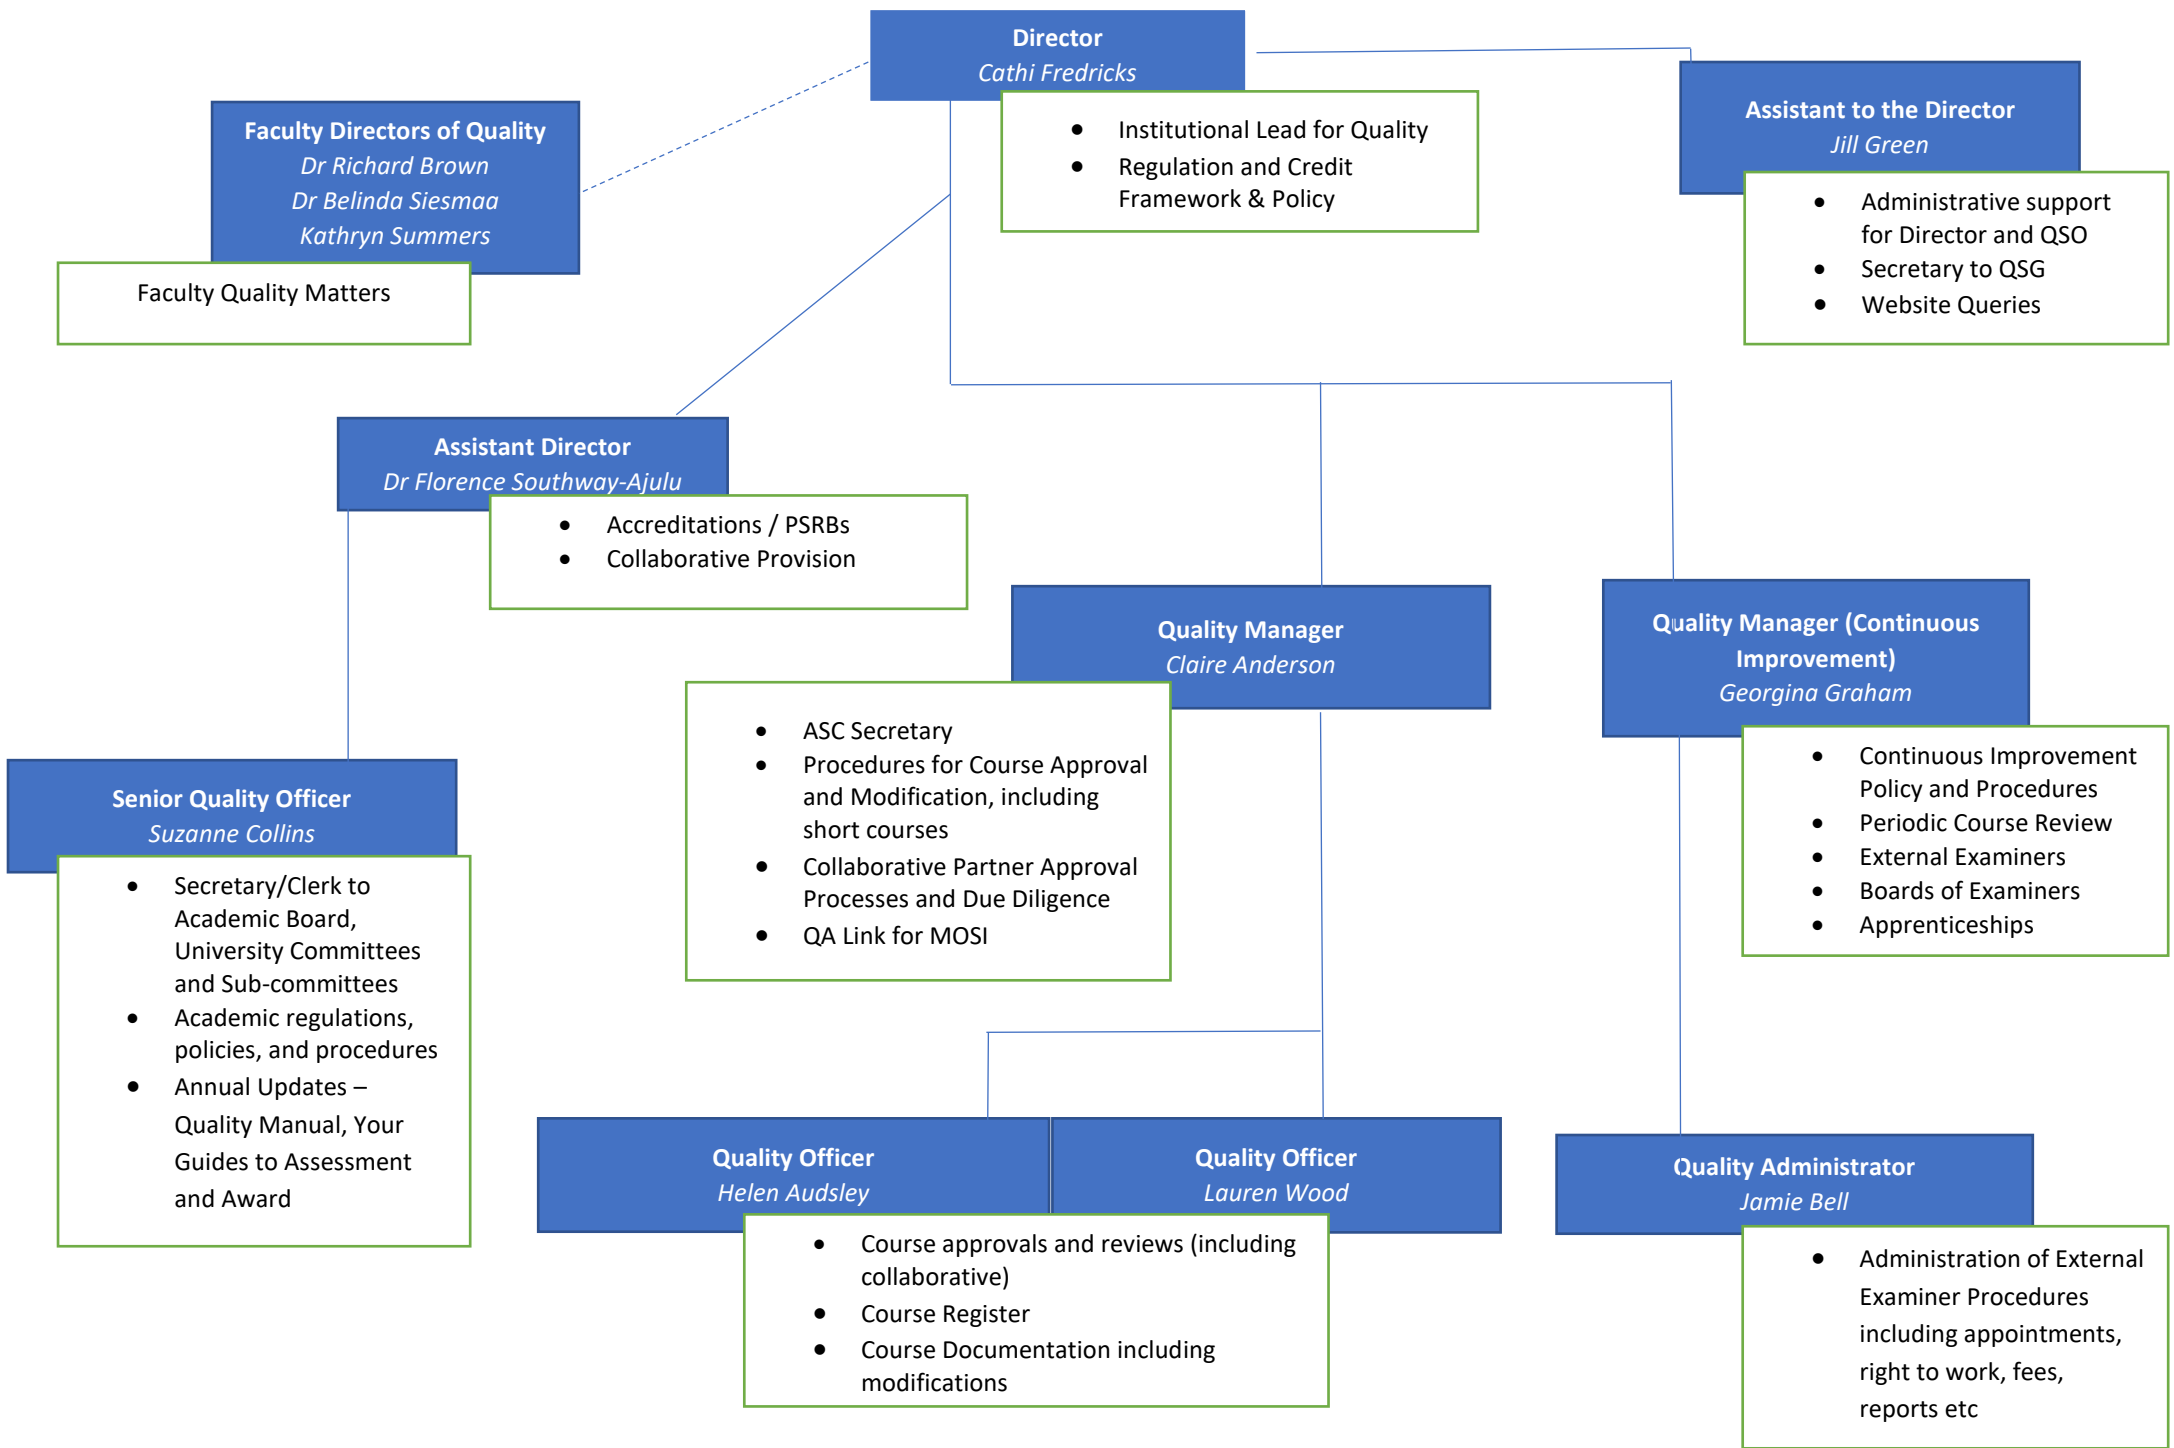 Director
Cathi Fredricks
• Institutional Lead for Quality
• Regulation and Credit
Framework & Policy
Assistant to the Director
Jill Green
• Administrative support
for Director and QSO
• Secretary to QSG
• Website Queries
Faculty Directors of Quality
Dr Richard Brown
Dr Belinda Siesmaa
Kathryn Summers
Faculty Quality Matters
Assistant Director
Dr Florence Southway-Ajulu
• Accreditations / PSRBs
• Collaborative Provision
Quality Manager
Claire Anderson
• ASC Secretary
• Procedures for Course Approval
and Modification, including
short courses
• Collaborative Partner Approval
Processes and Due Diligence
• QA Link for MOSI
Quality Manager (Continuous
Improvement)
Georgina Graham
• Continuous Improvement
Policy and Procedures
• Periodic Course Review
• External Examiners
• Boards of Examiners
• Apprenticeships
Senior Quality Officer
Suzanne Collins
• Secretary/Clerk to
Academic Board,
University Committees
and Sub-committees
• Academic regulations,
policies, and procedures
• Annual Updates –
Quality Manual, Your
Guides to Assessment
and Award
Quality Officer
Helen Audsley
Quality Officer
Lauren Wood
• Course approvals and reviews (including
collaborative)
• Course Register
• Course Documentation including
modifications
Quality Administrator
Jamie Bell
• Administration of External
Examiner Procedures
including appointments,
right to work, fees,
reports etc